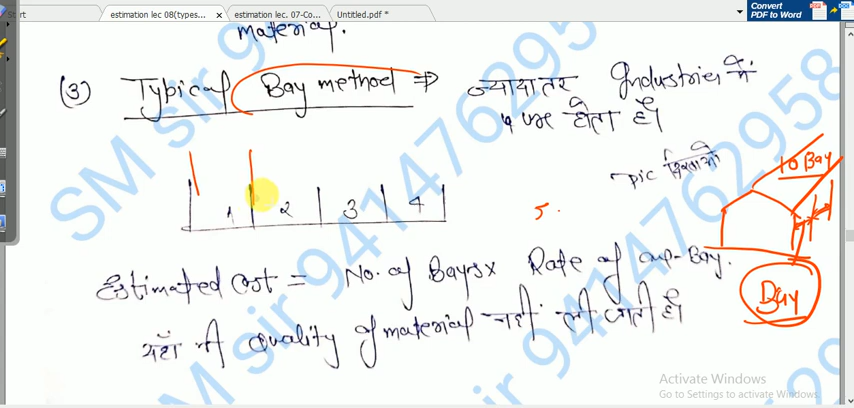 Start
estimation lec 08(types...
×
estimation lec. 07-Co...
Untitled.pdf *
Convert
PDF to Word
material.
(3) Typical Bay method ⇒ ज्यादातर Industries में
होता है।
pic
10 Bay
1 2 3 4
5.
Estimated Cost = No. of Bays x Rate of one-Bay.
Bay
यहाँ भी Quality of material नहीं ली जाती है
SM sir 9414762958
Activate Windows
Go to Settings to activate Windows.